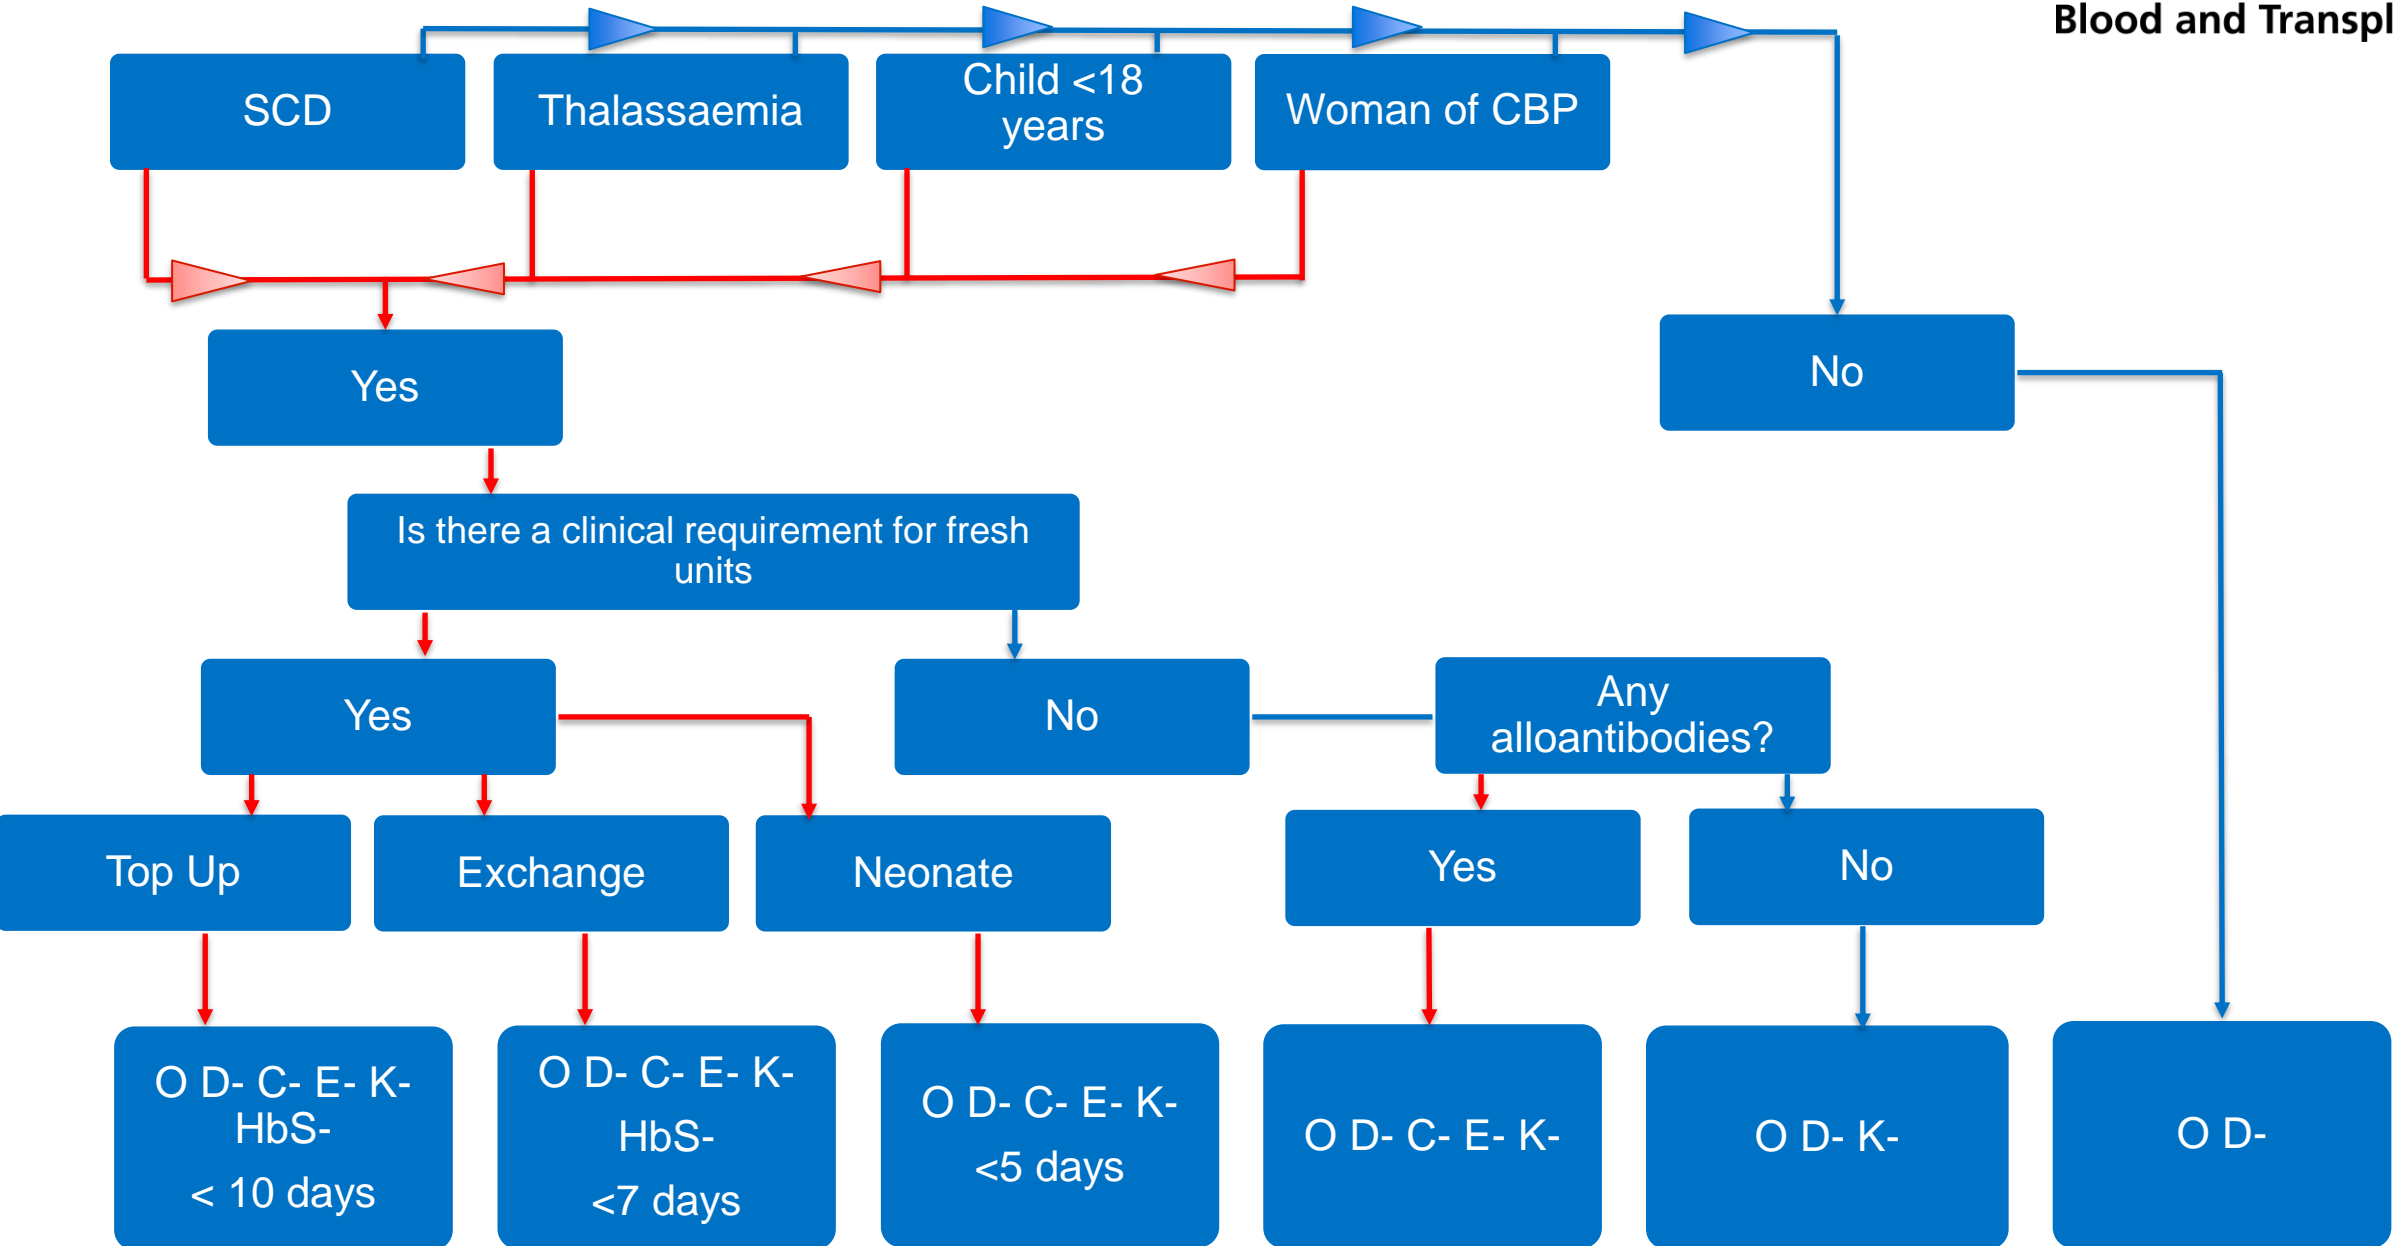 Blood and Transpl
SCD
Thalassaemia
Child <18
years
Woman of CBP
Yes
No
Is there a clinical requirement for fresh
units
Yes
No
Any
alloantibodies?
Top Up
Exchange
Neonate
Yes
No
O D- C- E- K-
HbS-
< 10 days
O D- C- E- K-
HbS-
<7 days
O D- C- E- K-
<5 days
O D- C- E- K-
O D- K-
O D-